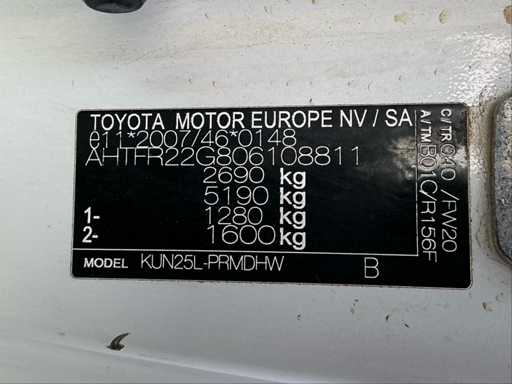 TOYOTA MOTOR EUROPE NV / SA
e11*2007/46*0148
AHTFR22G806108811
2690 kg
5190 kg
1- 1280 kg
2- 1600 kg
MODEL KUN25L-PRMDHW B
C/TR 040 /FW20
A/TM B01C/R156F